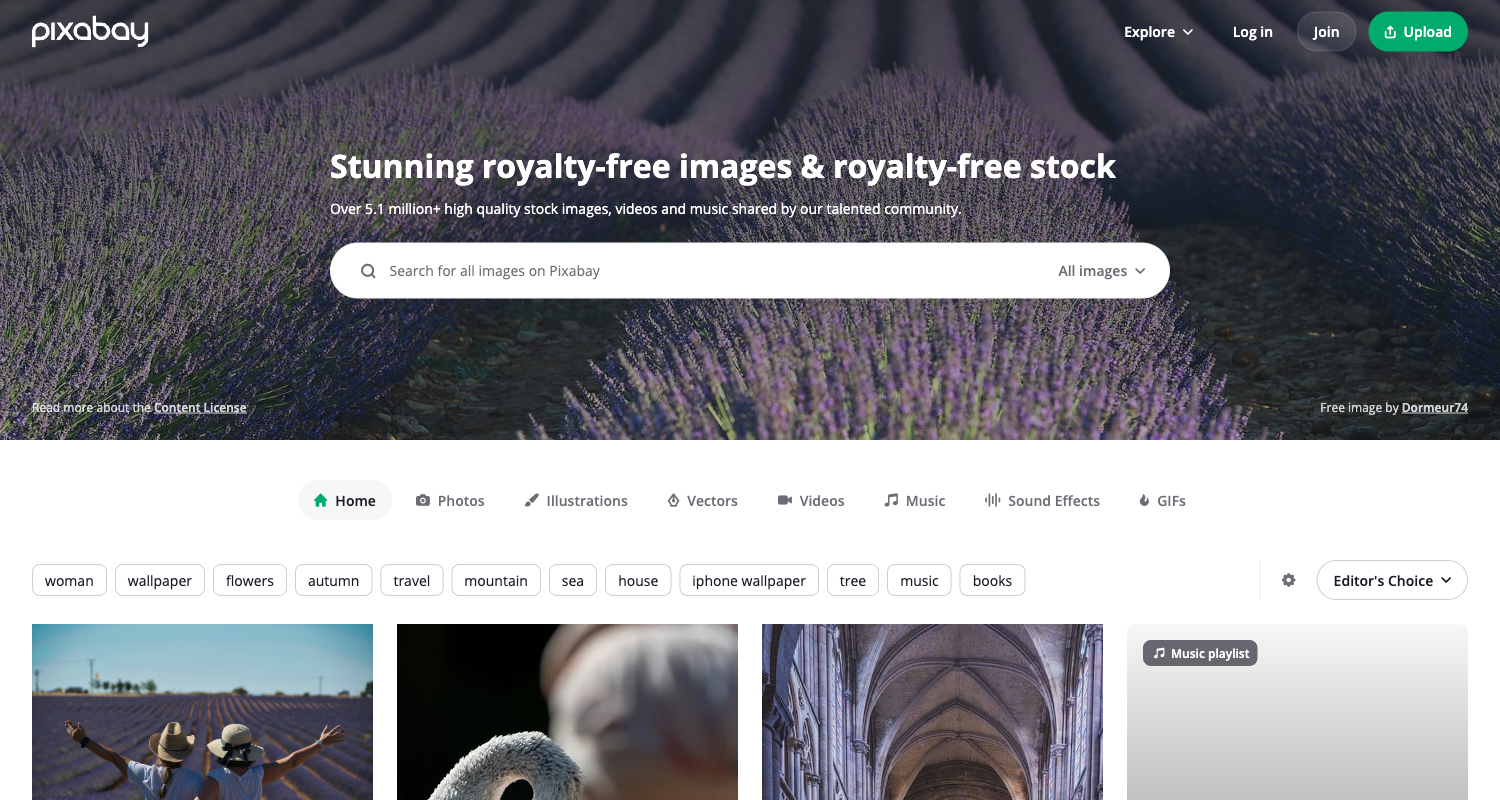 pixabay
Explore
Log in
Join
Upload
Stunning royalty-free images & royalty-free stock
Over 5.1 million+ high quality stock images, videos and music shared by our talented community.
Search for all images on Pixabay
All images
Read more about the Content License
Free image by Dormeur74
Home
Photos
Illustrations
Vectors
Videos
Music
Sound Effects
GIFs
woman
wallpaper
flowers
autumn
travel
mountain
sea
house
iphone wallpaper
tree
music
books
Editor's Choice
Music playlist